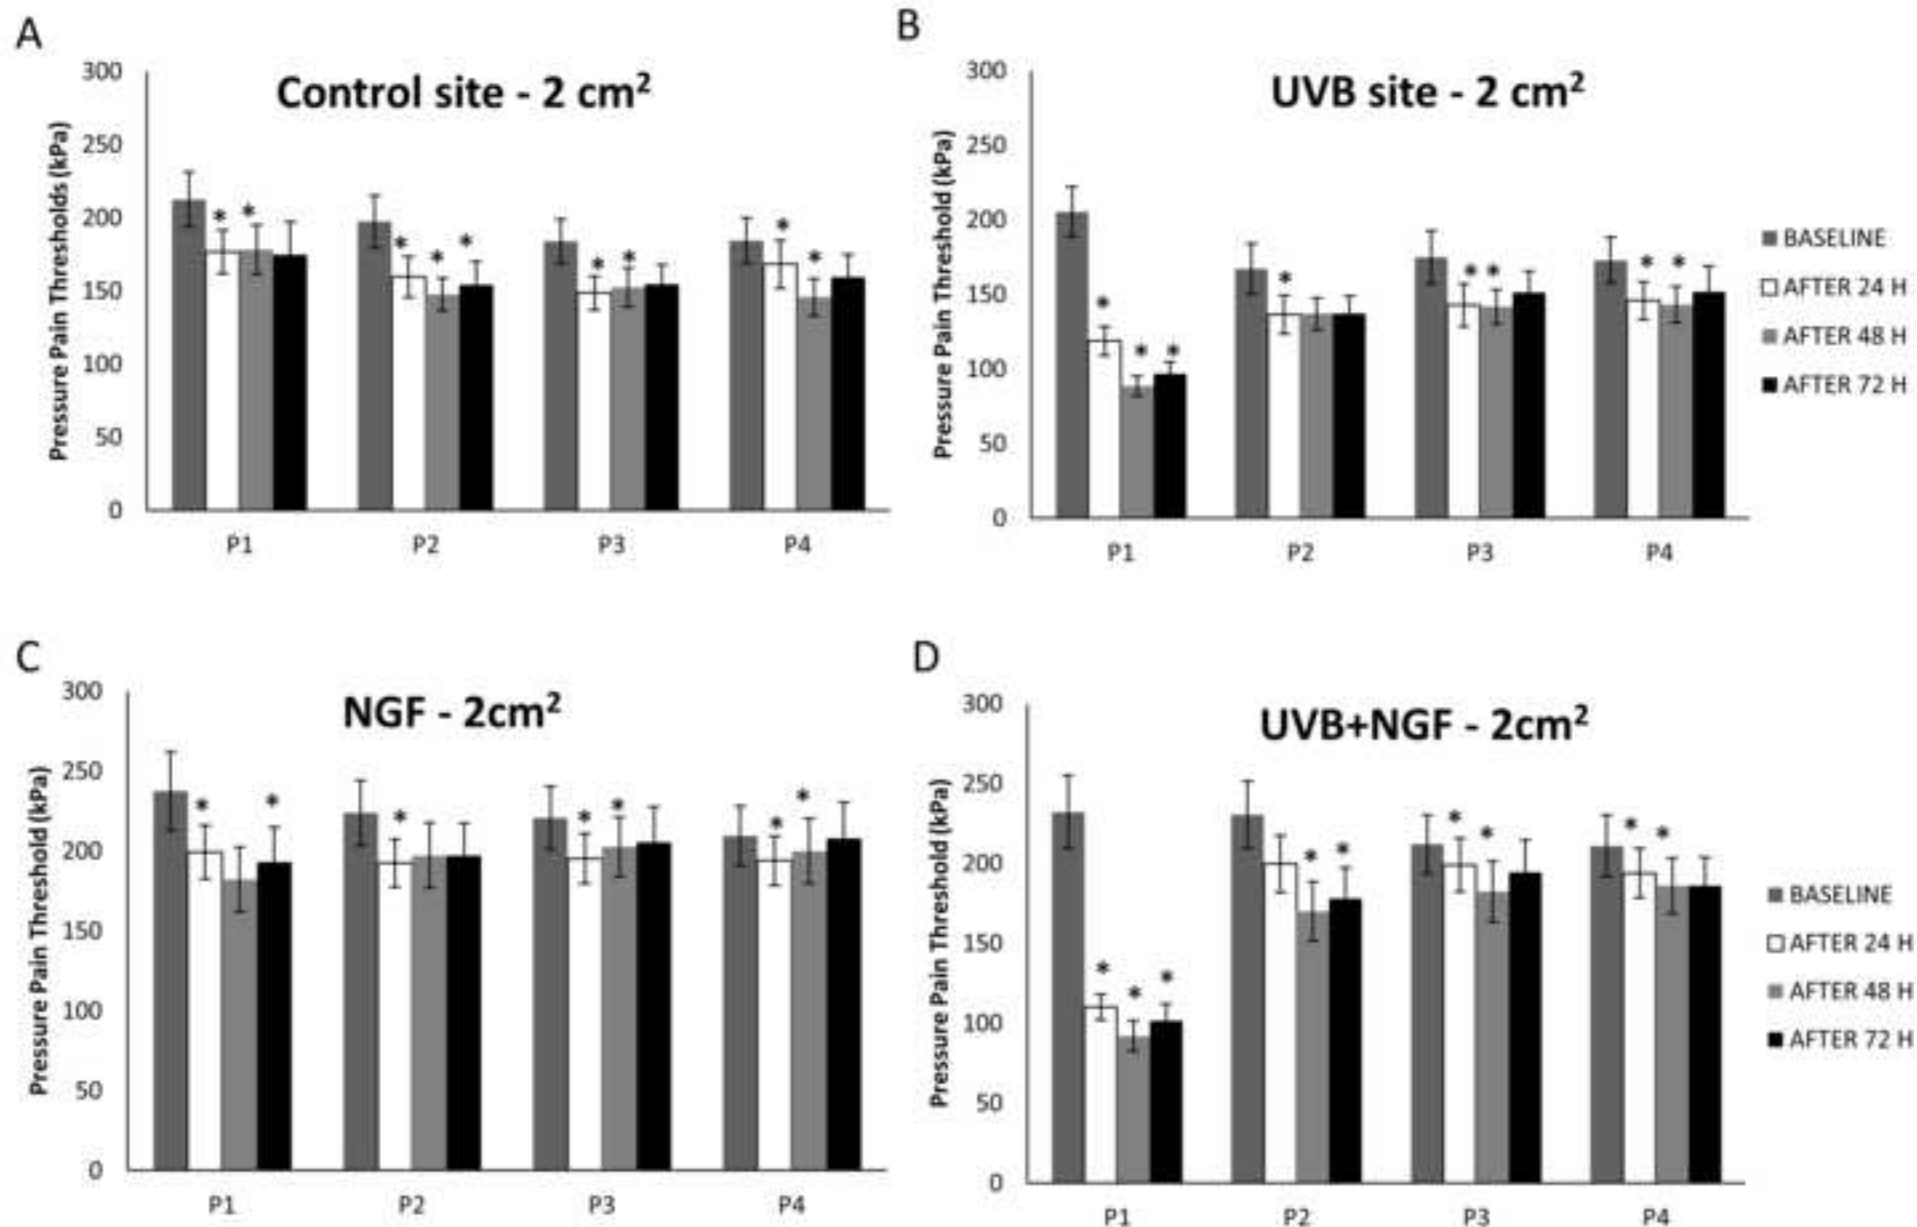 A
Control site - 2 cm²
Pressure Pain Thresholds (kPa)
300
250
200
150
100
50
0
* *
* * *
* *
* *
P1 P2 P3 P4
B
UVB site - 2 cm²
Pressure Pain Threshold (kPa)
300
250
200
150
100
50
0
* * *
*
* *
* *
P1 P2 P3 P4
BASELINE
AFTER 24 H
AFTER 48 H
AFTER 72 H
C
NGF - 2cm²
Pressure Pain Threshold (kPa)
300
250
200
150
100
50
0
* *
*
* *
* *
P1 P2 P3 P4
D
UVB+NGF - 2cm²
Pressure Pain Threshold (kPa)
300
250
200
150
100
50
0
* * *
* *
* *
* *
P1 P2 P3 P4
BASELINE
AFTER 24 H
AFTER 48 H
AFTER 72 H